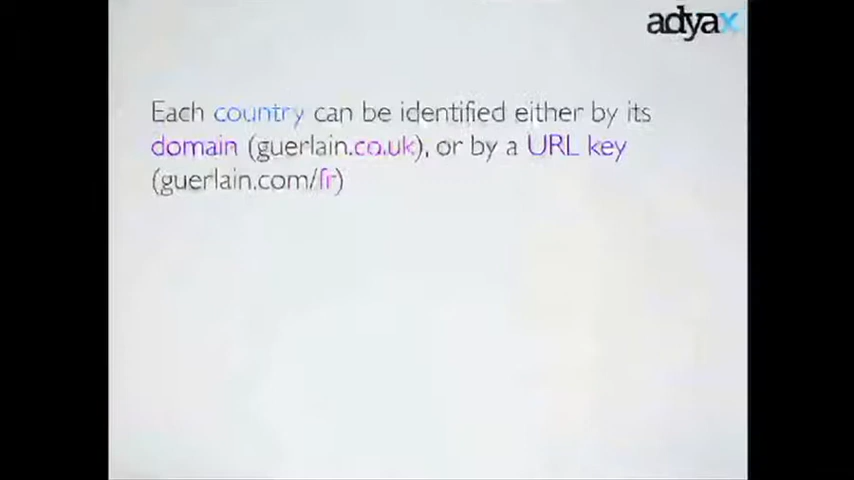 adyax
Each country can be identified either by its
domain (guerlain.co.uk), or by a URL key
(guerlain.com/fr)